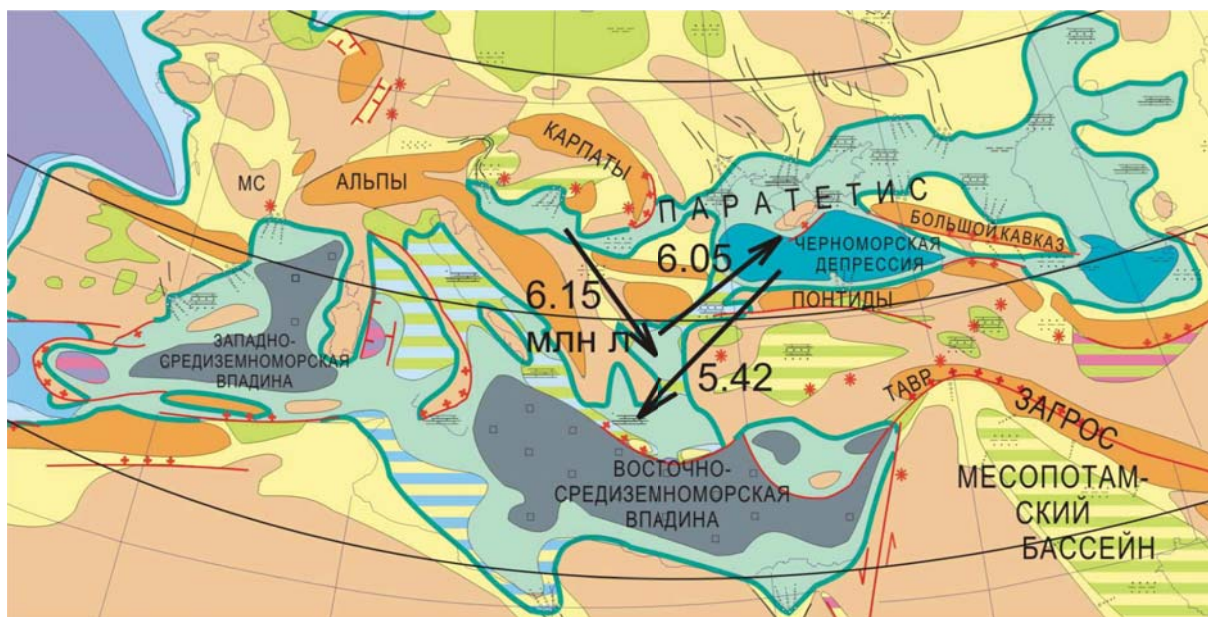 КАРПАТЫ
МС
АЛЬПЫ
ПАРАТЕТИС
БОЛЬШОЙ КАВКАЗ
ЧЕРНОМОРСКАЯ
ДЕПРЕССИЯ
6.05
6.15
МЛН Л
ПОНТИДЫ
ЗАПАДНО-
СРЕДИЗЕМНОМОРСКАЯ
ВПАДИНА
5.42
ТАВР
ЗАГРОС
ВОСТОЧНО-
СРЕДИЗЕМНОМОРСКАЯ
ВПАДИНА
МЕСОПОТАМ-
СКИЙ
БАССЕЙН